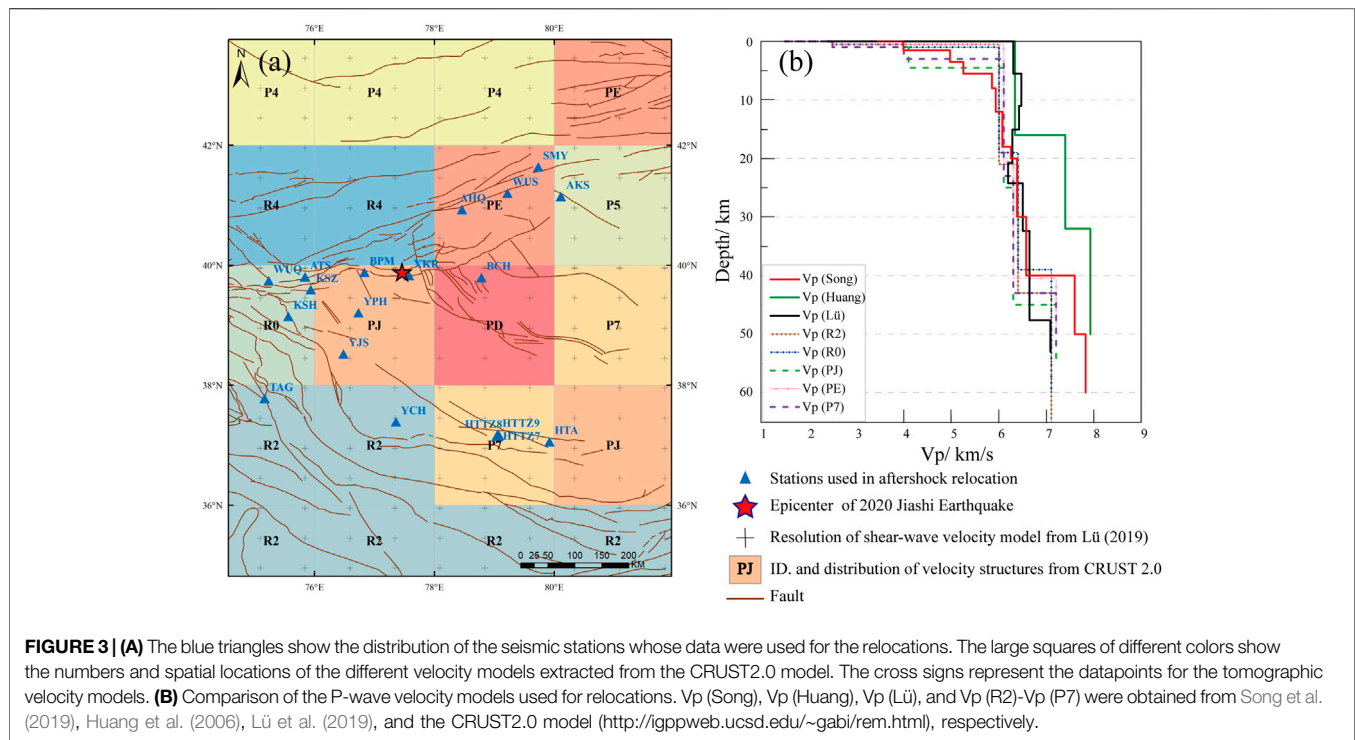 76°E 78°E 80°E
N
(a)
P4 P4 P4 PE
42°N
R4 R4 PE P5
SMY
WUS
AKS
AHQ
40°N
WUQ ATS BPM XKR BCH
KSZ
KSH YPH
R0 PJ PD P7
YJS
38°N
TAG
YCH HTTZ8 HTTZ9 HTA
HTTZ7
R2 R2 P7 PJ
36°N
R2 R2 R2 R2
0 25 50 100 150 200
KM
76°E 78°E 80°E
(b)
Depth/ km
0
10
20
30
40
50
60
Vp (Song)
Vp (Huang)
Vp (Lü)
Vp (R2)
Vp (R0)
Vp (PJ)
Vp (PE)
Vp (P7)
1 2 3 4 5 6 7 8 9
Vp/ km/s
Stations used in aftershock relocation
Epicenter of 2020 Jiashi Earthquake
Resolution of shear-wave velocity model from Lü (2019)
PJ ID. and distribution of velocity structures from CRUST 2.0
Fault
FIGURE 3 | (A) The blue triangles show the distribution of the seismic stations whose data were used for the relocations. The large squares of different colors show
the numbers and spatial locations of the different velocity models extracted from the CRUST2.0 model. The cross signs represent the datapoints for the tomographic
velocity models. (B) Comparison of the P-wave velocity models used for relocations. Vp (Song), Vp (Huang), Vp (Lü), and Vp (R2)-Vp (P7) were obtained from Song et al.
(2019), Huang et al. (2006), Lü et al. (2019), and the CRUST2.0 model (http://igppweb.ucsd.edu/~gabi/rem.html), respectively.